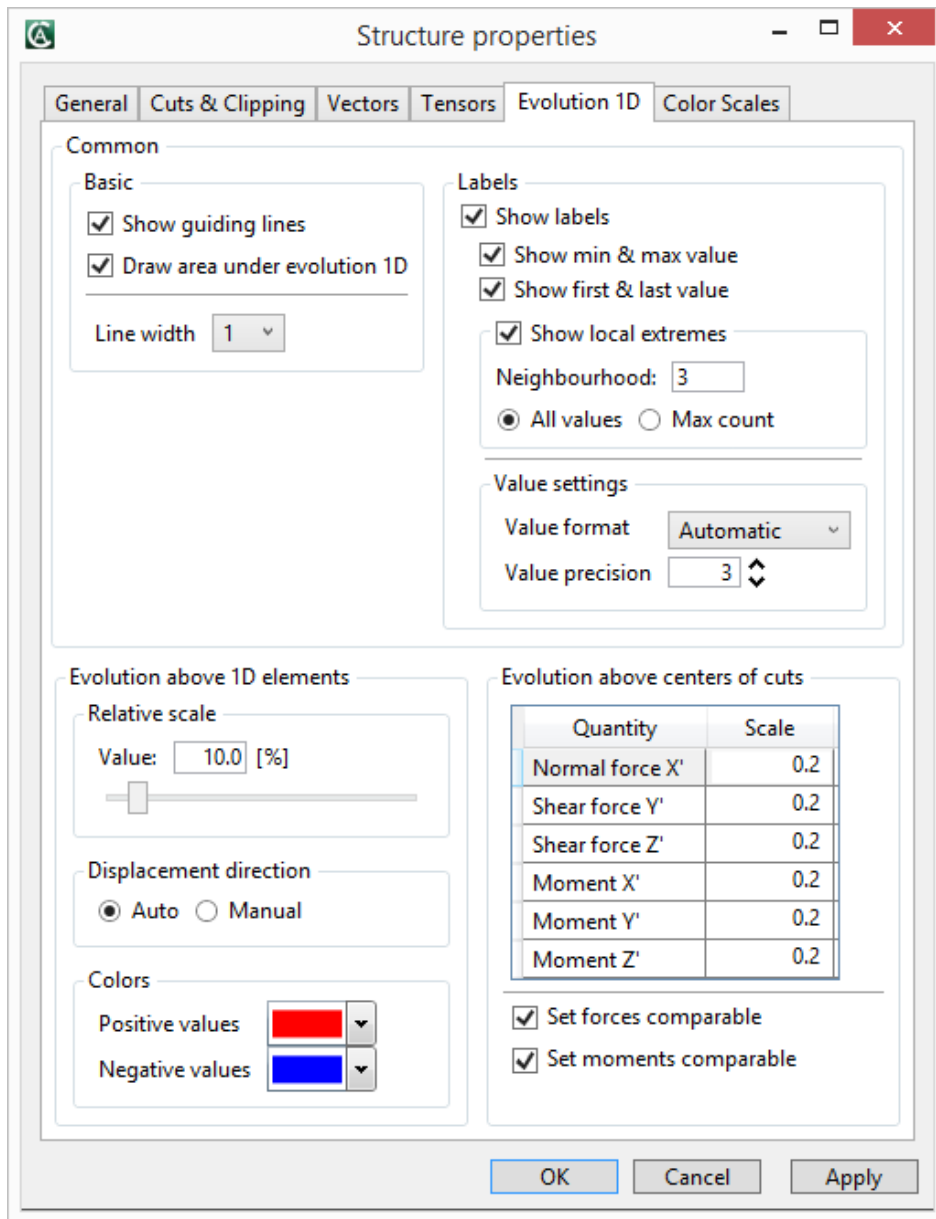 Structure properties
General Cuts & Clipping Vectors Tensors Evolution 1D Color Scales
Common
Basic
Show guiding lines
Draw area under evolution 1D
Line width 1
Labels
Show labels
Show min & max value
Show first & last value
Show local extremes
Neighbourhood: 3
All values Max count
Value settings
Value format Automatic
Value precision 3
Evolution above 1D elements
Relative scale
Value: 10.0 [%]
Displacement direction
Auto Manual
Colors
Positive values
Negative values
Evolution above centers of cuts
Quantity Scale
Normal force X' 0.2
Shear force Y' 0.2
Shear force Z' 0.2
Moment X' 0.2
Moment Y' 0.2
Moment Z' 0.2
Set forces comparable
Set moments comparable
OK Cancel Apply